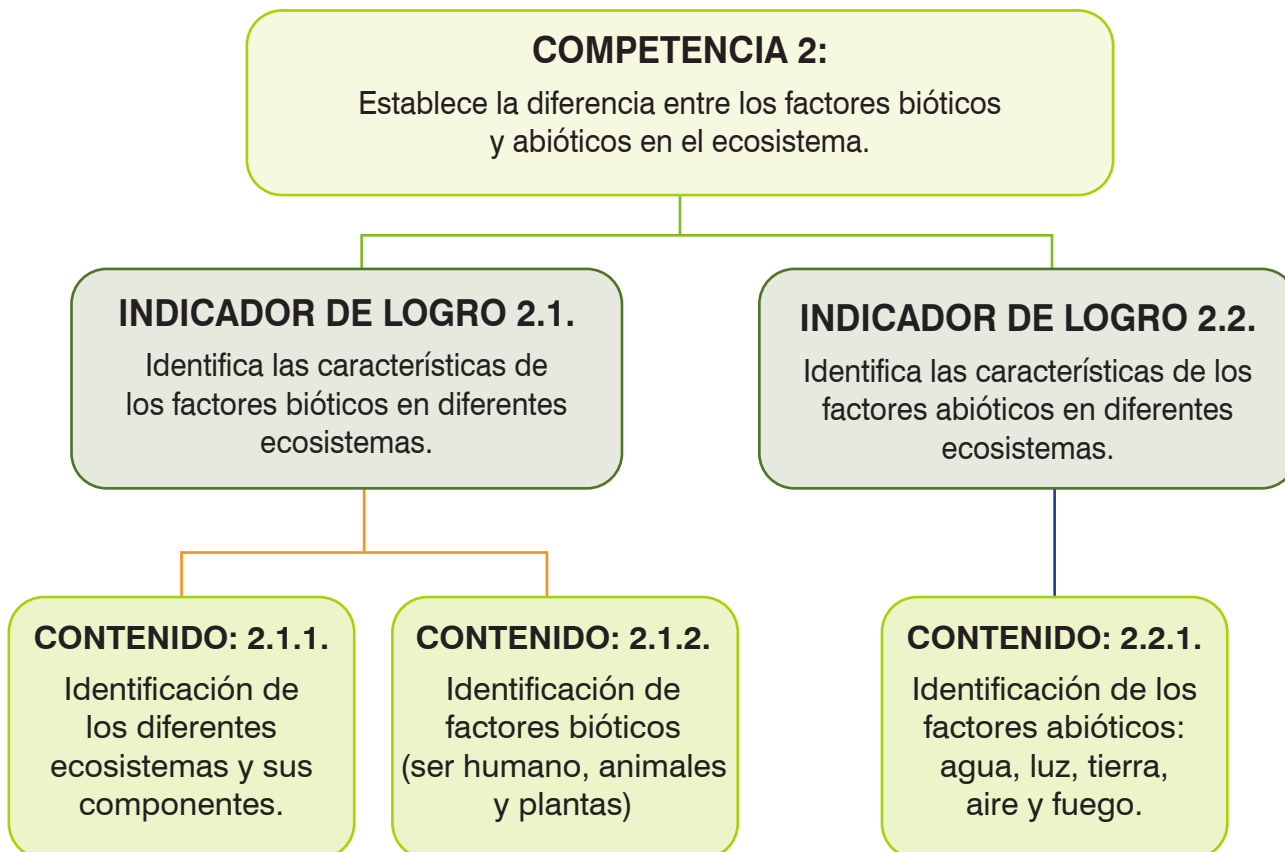 COMPETENCIA 2:
Establece la diferencia entre los factores bióticos
y abióticos en el ecosistema.
INDICADOR DE LOGRO 2.1.
Identifica las características de
los factores bióticos en diferentes
ecosistemas.
INDICADOR DE LOGRO 2.2.
Identifica las características de los
factores abióticos en diferentes
ecosistemas.
CONTENIDO: 2.1.1.
Identificación de
los diferentes
ecosistemas y sus
componentes.
CONTENIDO: 2.1.2.
Identificación de
factores bióticos
(ser humano, animales
y plantas)
CONTENIDO: 2.2.1.
Identificación de los
factores abióticos:
agua, luz, tierra,
aire y fuego.